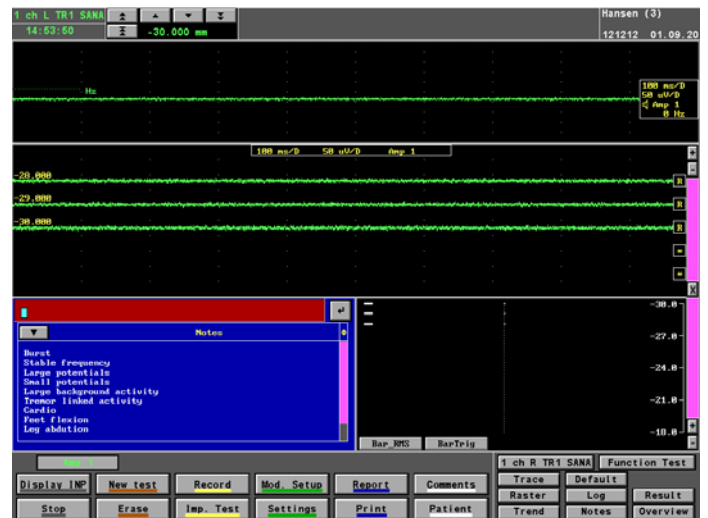 1 ch L TR1 SANA
Hansen (3)
14:53:50
-30.000 mm
121212 01.09.20
Hz
100 ms/D
50 uV/D
Amp 1
0 Hz
100 ms/D 50 uV/D Amp 1
+
-
-28.000
R
-29.000
R
-30.000
R
-
-
X
-30.0
Notes
-27.0
Burst
Stable frequency
Large potentials
-24.0
Small potentials
Large background activity
Tremor linked activity
-21.0
Cardio
Feet flexion
Leg abdution
-18.0
+
-
Bar_RMS BarTrig
Amp 1
1 ch R TR1 SANA Function Test
Display INP New test Record Mod. Setup Report Comments
Trace Default
Raster Log Result
Stop Erase Imp. Test Settings Print Patient
Trend Notes Overview